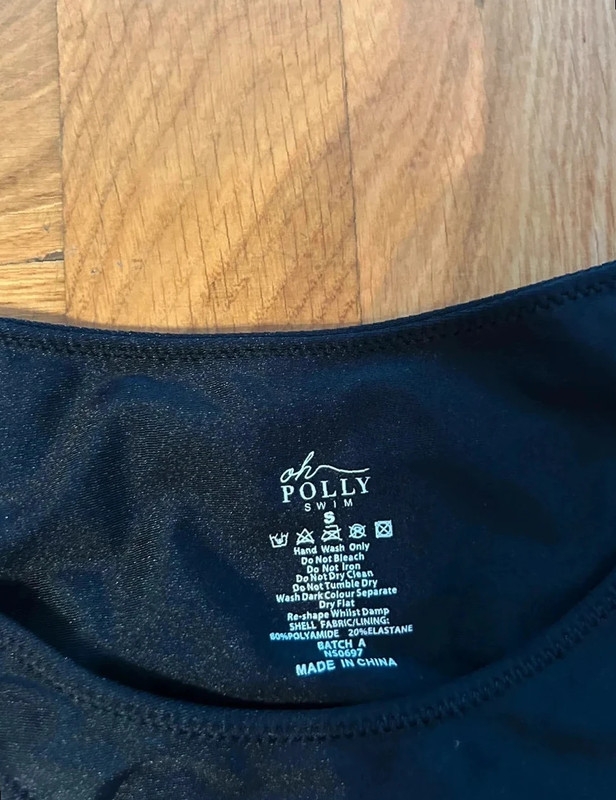 oh
POLLY
SWIM
S
Hand Wash Only
Do Not Bleach
Do Not Iron
Do Not Dry Clean
Do Not Tumble Dry
Wash Dark Colour Separate
Dry Flat
Re-shape Whilst Damp
SHELL FABRIC/LINING:
80%POLYAMIDE 20%ELASTANE
BATCH A
NS0697
MADE IN CHINA